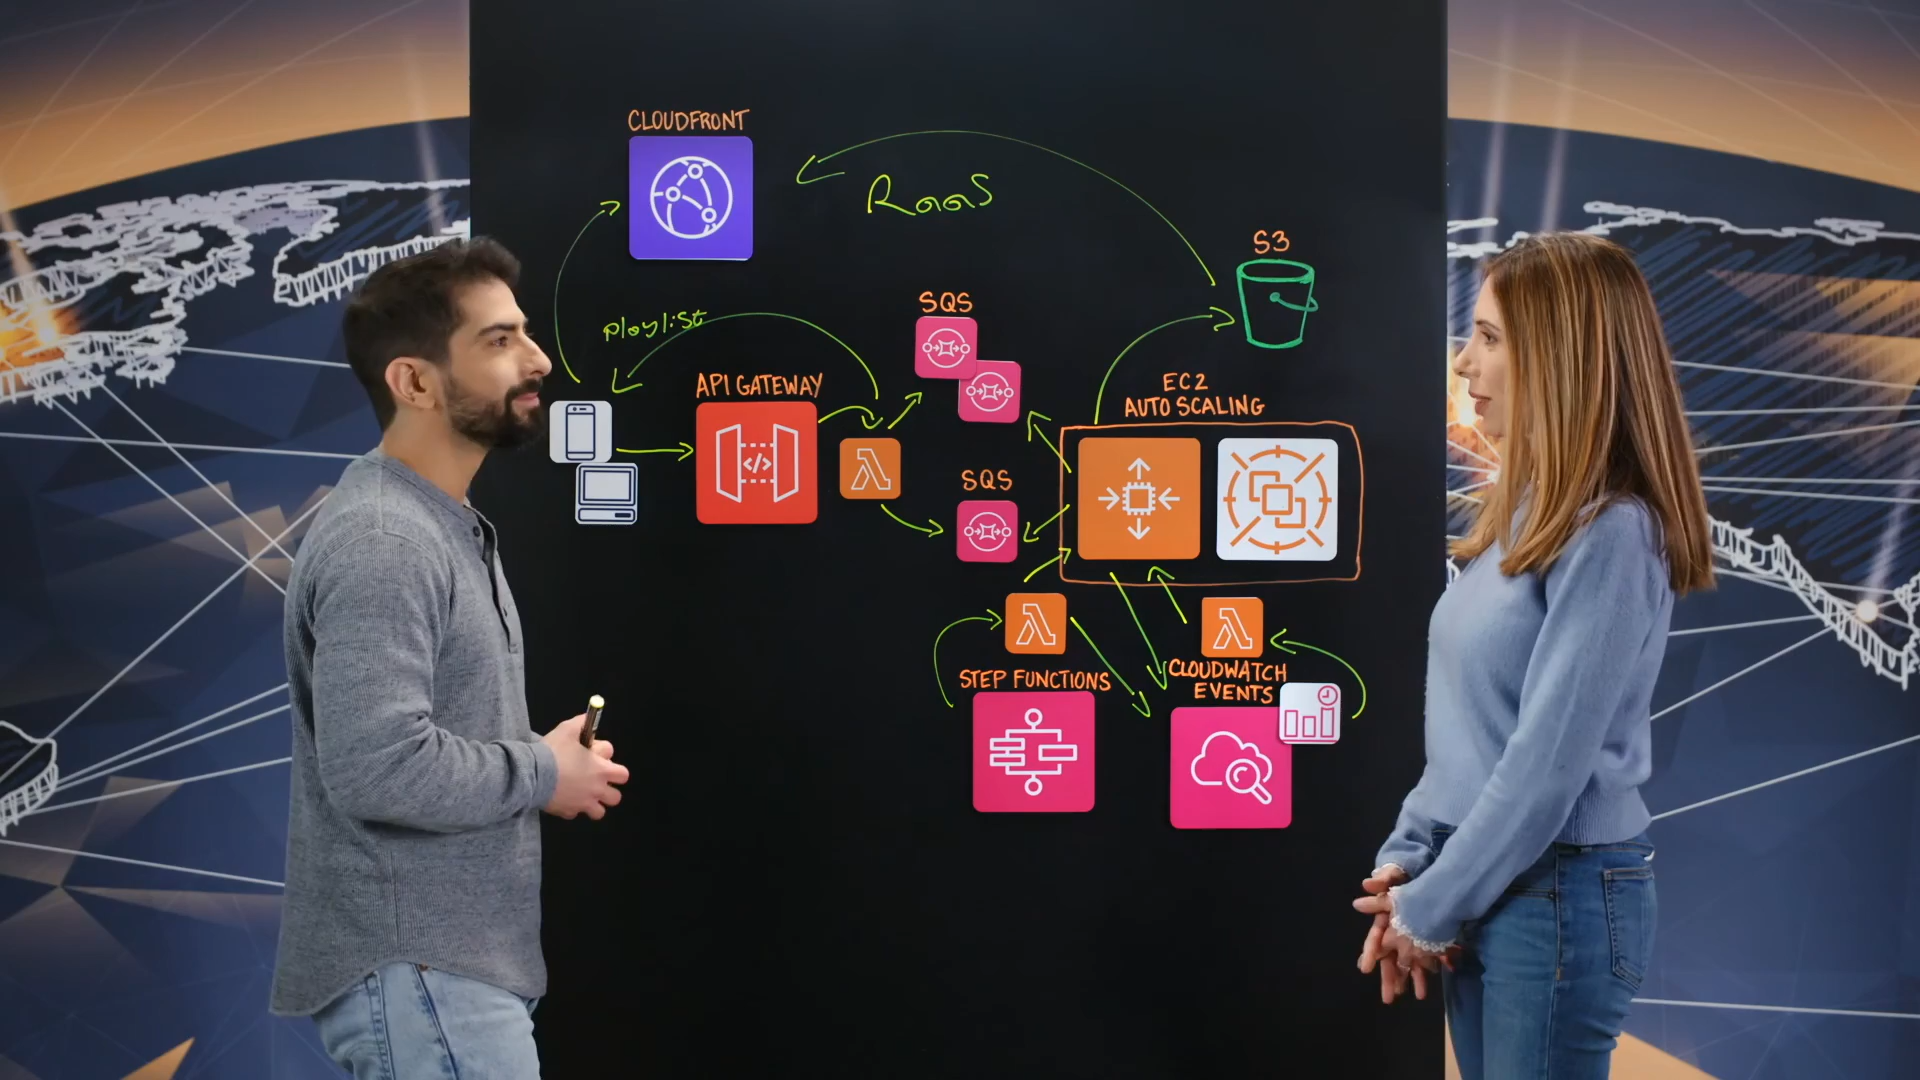 CLOUDFRONT
RaaS
S3
SQS
playlist
API GATEWAY
EC2
AUTO SCALING
</>
SQS
STEP FUNCTIONS
CLOUDWATCH
EVENTS